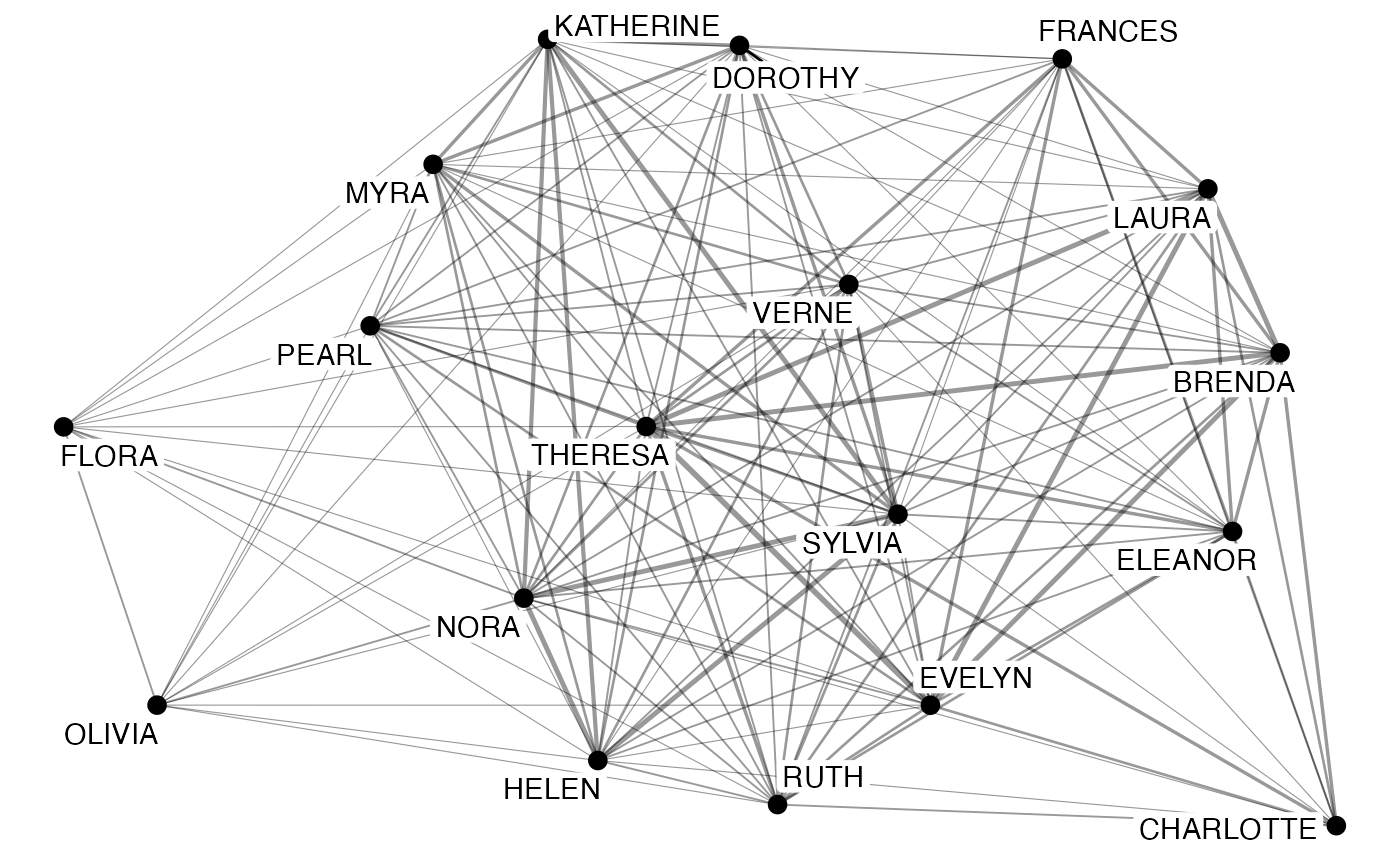 KATHERINE
FRANCES
DOROTHY
MYRA
LAURA
VERNE
PEARL
BRENDA
FLORA
THERESA
SYLVIA
ELEANOR
NORA
EVELYN
OLIVIA
RUTH
HELEN
CHARLOTTE